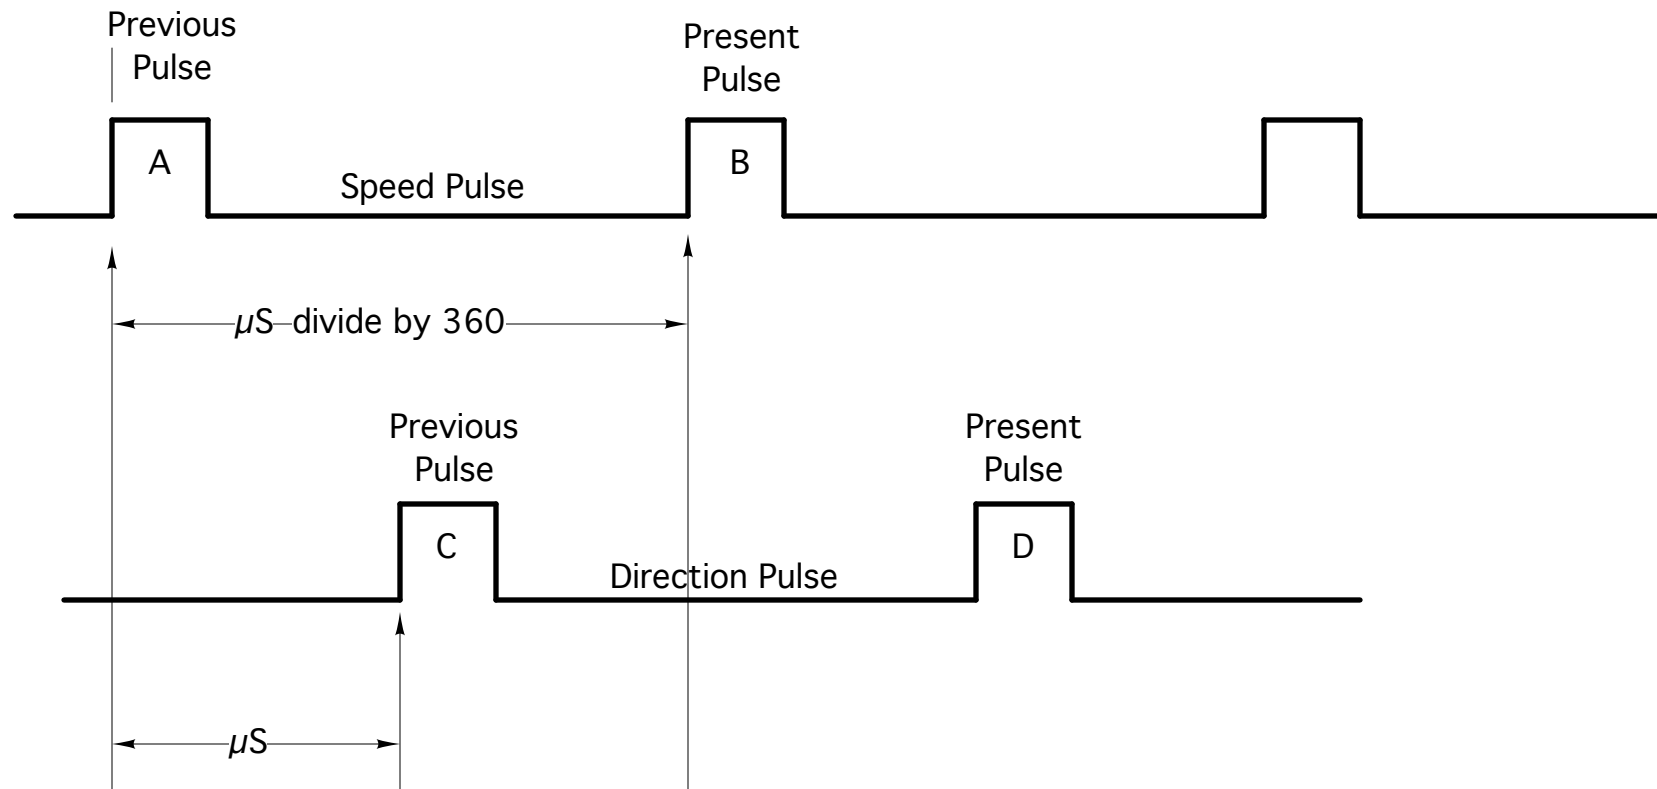 Previous
Pulse
Present
Pulse
A
B
Speed Pulse
µS divide by 360
Previous
Pulse
Present
Pulse
C
D
Direction Pulse
µS